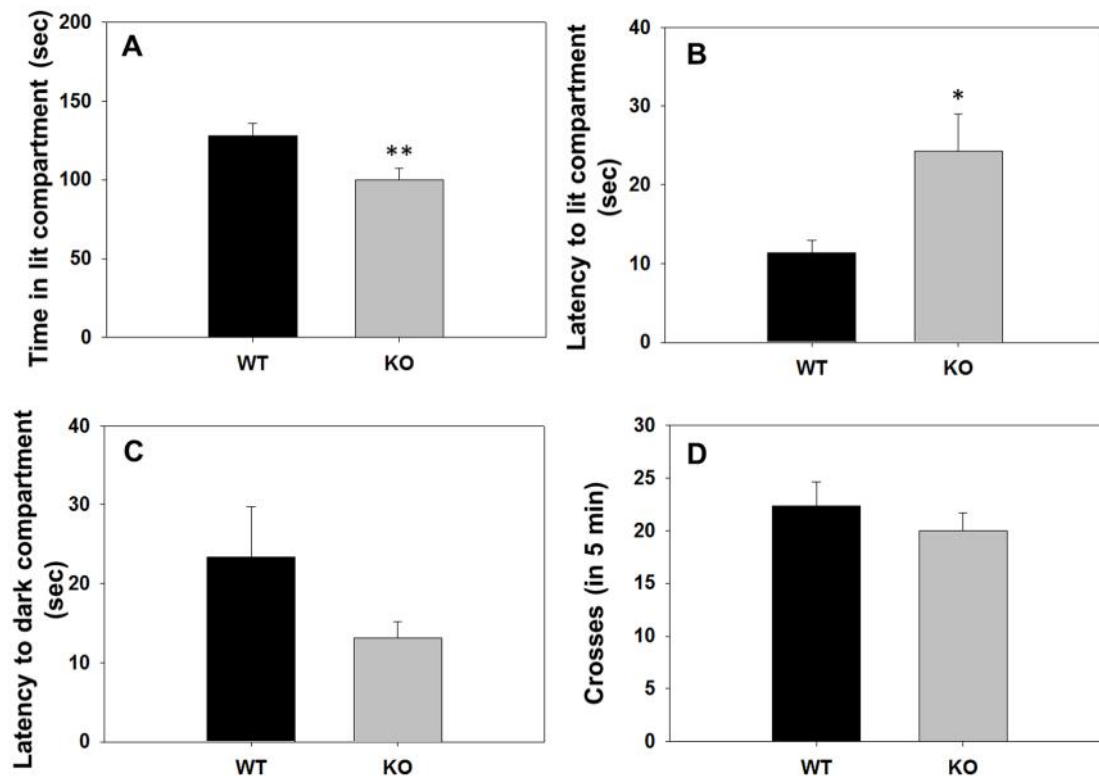 A
Time in lit compartment (sec)
200
150
100
50
0
**
WT
KO
B
Latency to lit compartment
(sec)
40
30
20
10
0
*
WT
KO
C
Latency to dark compartment
(sec)
40
30
20
10
0
WT
KO
D
Crosses (in 5 min)
30
25
20
15
10
5
0
WT
KO